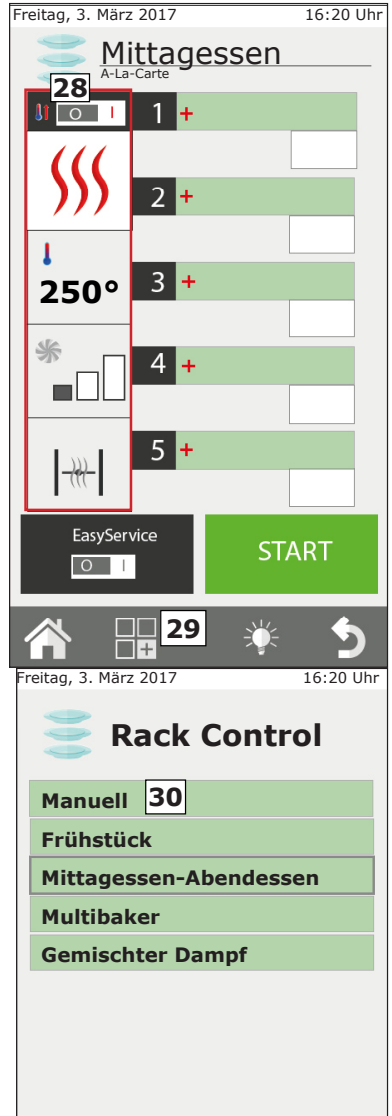 Freitag, 3. März 2017 16:20 Uhr
Mittagessen
A-La-Carte
28
O I
1 +
2 +
250°
3 +
4 +
5 +
EasyService
O I
START
29
Freitag, 3. März 2017 16:20 Uhr
Rack Control
Manuell 30
Frühstück
Mittagessen-Abendessen
Multibaker
Gemischter Dampf